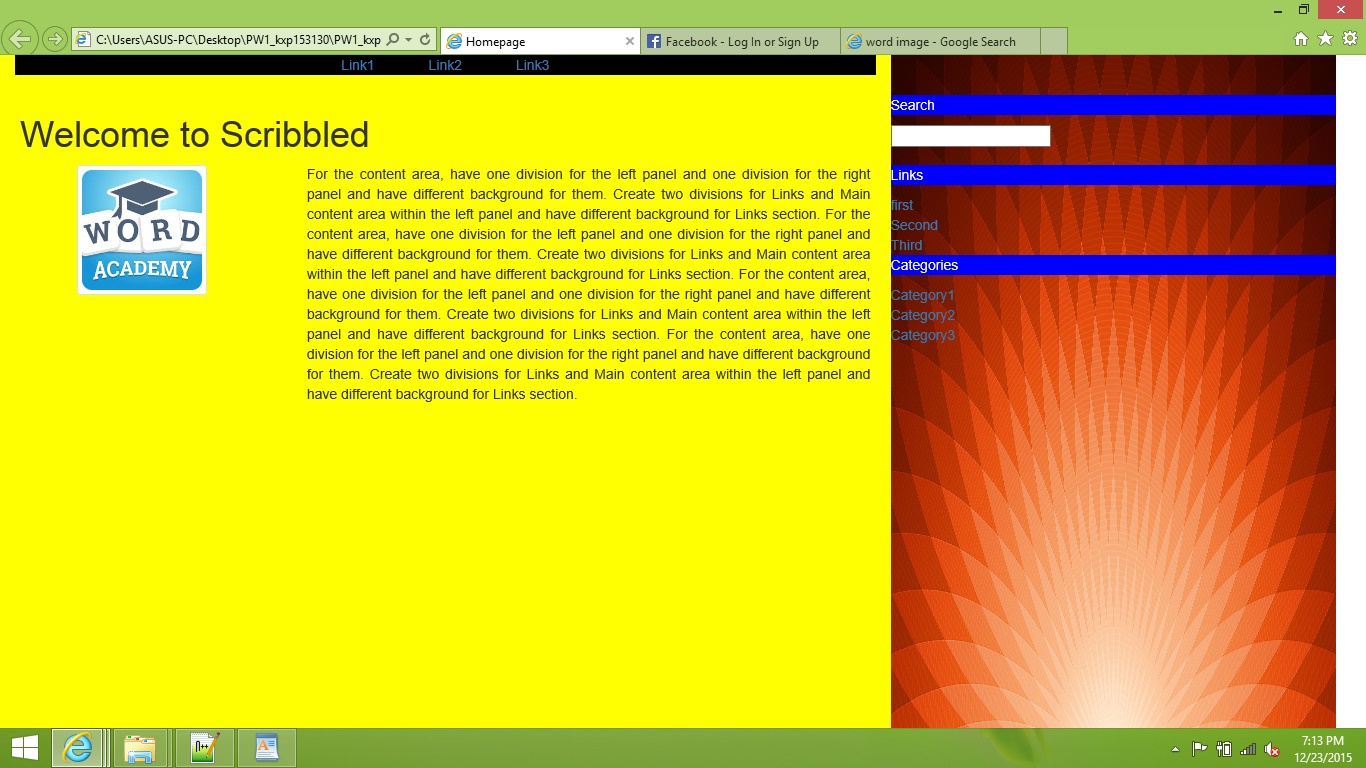 C:\Users\ASUS-PC\Desktop\PW1_kxp153130\PW1_kxp
Homepage
Facebook - Log In or Sign Up
word image - Google Search
Link1 Link2 Link3
Welcome to Scribbled
WORD
ACADEMY
For the content area, have one division for the left panel and one division for the right
panel and have different background for them. Create two divisions for Links and Main
content area within the left panel and have different background for Links section. For the
content area, have one division for the left panel and one division for the right panel and
have different background for them. Create two divisions for Links and Main content area
within the left panel and have different background for Links section. For the content area,
have one division for the left panel and one division for the right panel and have different
background for them. Create two divisions for Links and Main content area within the left
panel and have different background for Links section. For the content area, have one
division for the left panel and one division for the right panel and have different background
for them. Create two divisions for Links and Main content area within the left panel and
have different background for Links section.
Search
Links
first
Second
Third
Categories
Category1
Category2
Category3
7:13 PM
12/23/2015